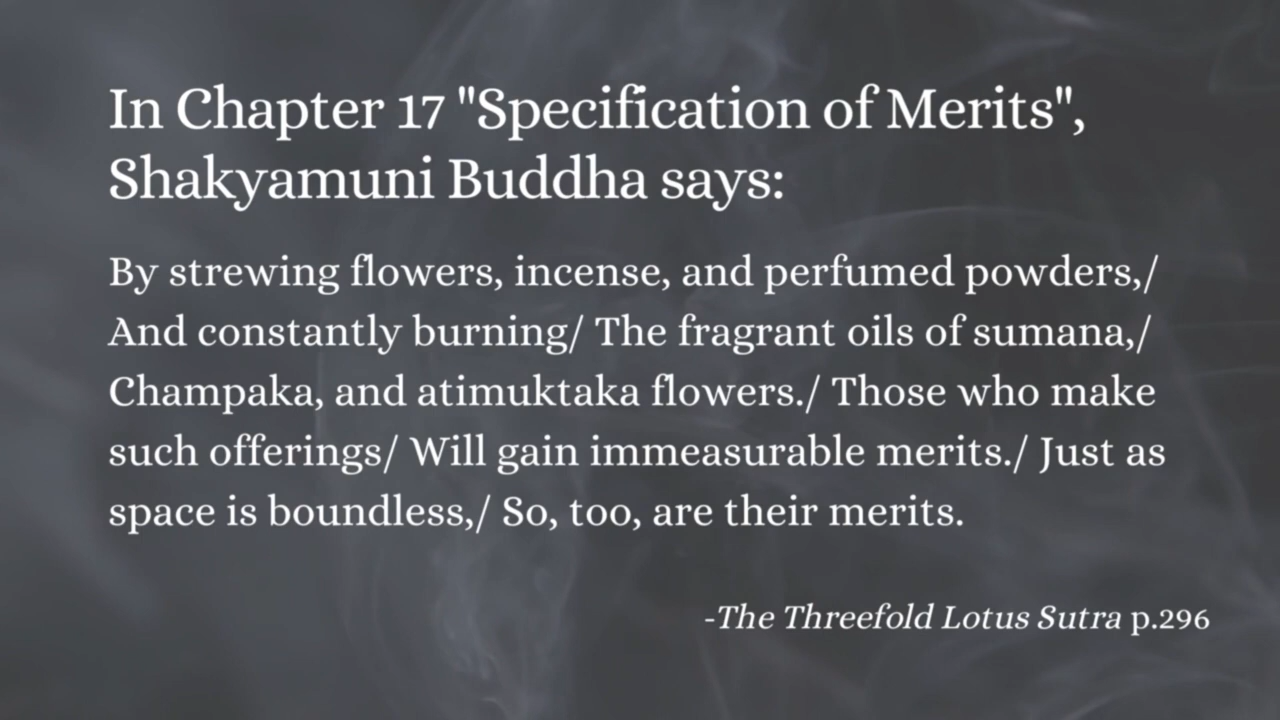 In Chapter 17 "Specification of Merits",
Shakyamuni Buddha says:
By strewing flowers, incense, and perfumed powders,/
And constantly burning/ The fragrant oils of sumana,/
Champaka, and atimuktaka flowers./ Those who make
such offerings/ Will gain immeasurable merits./ Just as
space is boundless,/ So, too, are their merits.
-The Threefold Lotus Sutra p.296